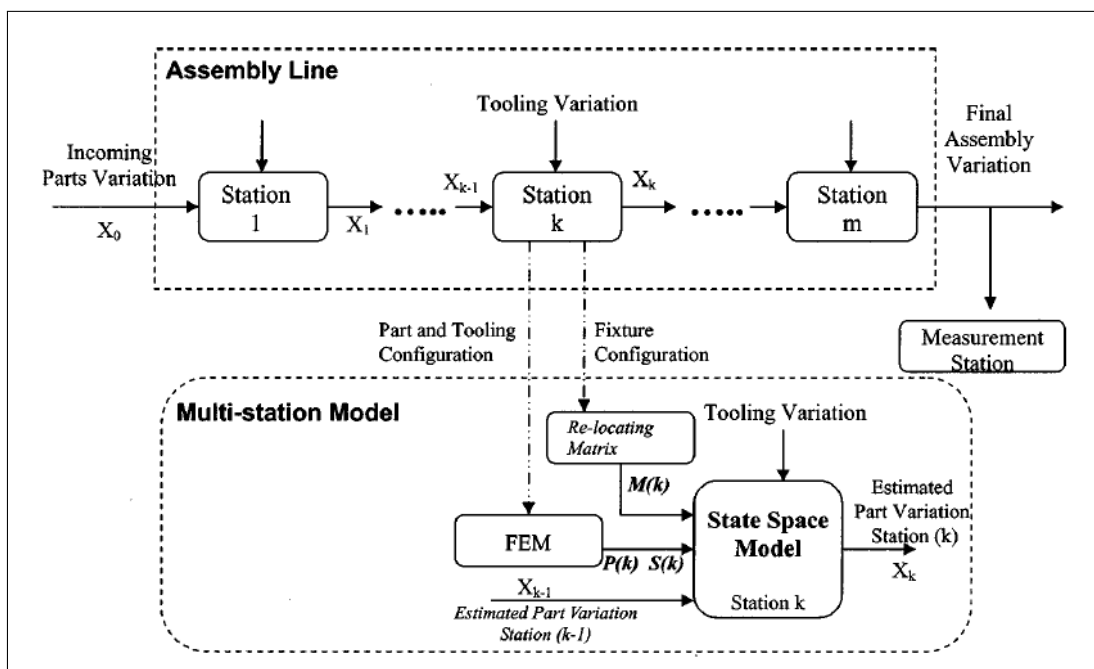 Assembly Line
Tooling Variation
Final
Assembly
Variation
Incoming
Parts Variation
X₀
Station
1
X₁
.....
Xₖ₋₁
Station
k
Xₖ
.....
Station
m
Part and Tooling
Configuration
Fixture
Configuration
Measurement
Station
Multi-station Model
Tooling Variation
Re-locating
Matrix
M(k)
FEM
P(k) S(k)
State Space
Model
Station k
Estimated
Part Variation
Station (k)
Xₖ
Xₖ₋₁
Estimated Part Variation
Station (k-1)